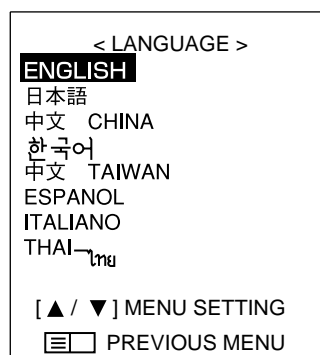 < LANGUAGE >
ENGLISH
日本語
中文 CHINA
한국어
中文 TAIWAN
ESPANOL
ITALIANO
THAI ไทย
[ ▲ / ▼ ] MENU SETTING
PREVIOUS MENU